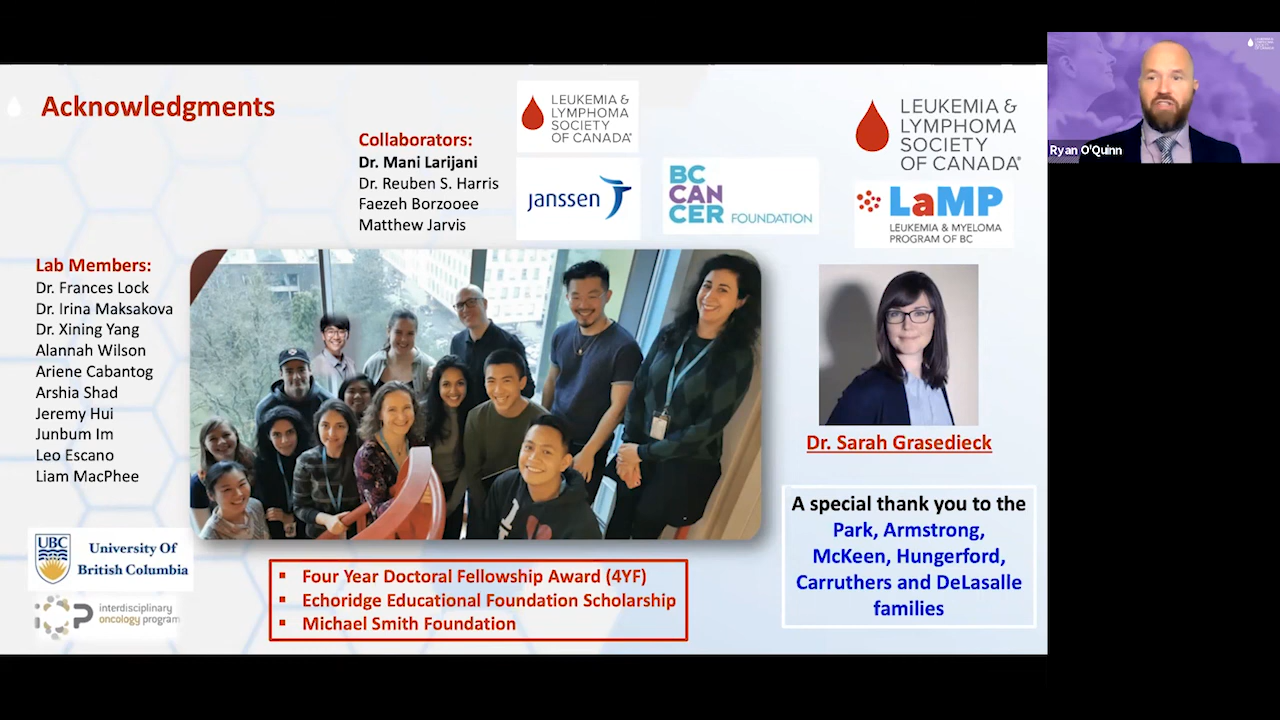 Acknowledgments
Collaborators:
Dr. Mani Larijani
Dr. Reuben S. Harris
Faezeh Borzooee
Matthew Jarvis
LEUKEMIA &
LYMPHOMA
SOCIETY
OF CANADA®
janssen
BC
CAN
CER FOUNDATION
LEUKEMIA &
LYMPHOMA
SOCIETY
OF CANADA®
LaMP
LEUKEMIA & MYELOMA
PROGRAM OF BC
Lab Members:
Dr. Frances Lock
Dr. Irina Maksakova
Dr. Xining Yang
Alannah Wilson
Ariene Cabantog
Arshia Shad
Jeremy Hui
Junbum Im
Leo Escano
Liam MacPhee
Dr. Sarah Grasedieck
A special thank you to the
Park, Armstrong,
McKeen, Hungerford,
Carruthers and DeLasalle
families
UBC
University Of
British Columbia
interdisciplinary
oncology program
▪ Four Year Doctoral Fellowship Award (4YF)
▪ Echoridge Educational Foundation Scholarship
▪ Michael Smith Foundation
Ryan O'Quinn